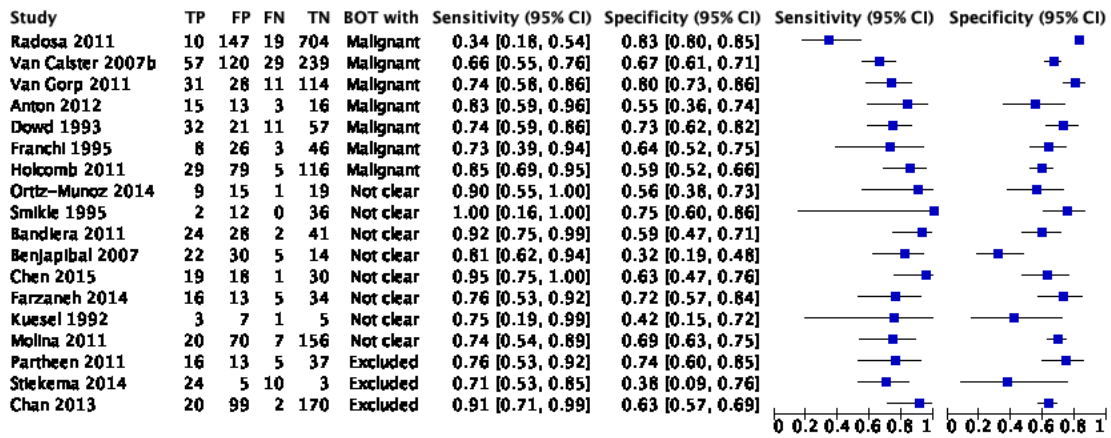 Study TP FP FN TN BOT with Sensitivity (95% CI) Specificity (95% CI) Sensitivity (95% CI) Specificity (95% CI)
Radosa 2011 10 147 19 704 Malignant 0.34 [0.18, 0.54] 0.83 [0.80, 0.85]
Van Calster 2007b 57 120 29 239 Malignant 0.66 [0.55, 0.76] 0.67 [0.61, 0.71]
Van Gorp 2011 31 28 11 114 Malignant 0.74 [0.58, 0.86] 0.80 [0.73, 0.86]
Anton 2012 15 13 3 16 Malignant 0.83 [0.59, 0.96] 0.55 [0.36, 0.74]
Dowd 1993 32 21 11 57 Malignant 0.74 [0.59, 0.86] 0.73 [0.62, 0.82]
Franchi 1995 8 26 3 46 Malignant 0.73 [0.39, 0.94] 0.64 [0.52, 0.75]
Holcomb 2011 29 79 5 116 Malignant 0.85 [0.69, 0.95] 0.59 [0.52, 0.66]
Ortiz-Munoz 2014 9 15 1 19 Not clear 0.90 [0.55, 1.00] 0.56 [0.38, 0.73]
Smikle 1995 2 12 0 36 Not clear 1.00 [0.16, 1.00] 0.75 [0.60, 0.86]
Bandiera 2011 24 28 2 41 Not clear 0.92 [0.75, 0.99] 0.59 [0.47, 0.71]
Benjapibal 2007 22 30 5 14 Not clear 0.81 [0.62, 0.94] 0.32 [0.19, 0.48]
Chen 2015 19 18 1 30 Not clear 0.95 [0.75, 1.00] 0.63 [0.47, 0.76]
Farzaneh 2014 16 13 5 34 Not clear 0.76 [0.53, 0.92] 0.72 [0.57, 0.84]
Kuesel 1992 3 7 1 5 Not clear 0.75 [0.19, 0.99] 0.42 [0.15, 0.72]
Molina 2011 20 70 7 156 Not clear 0.74 [0.54, 0.89] 0.69 [0.63, 0.75]
Partheen 2011 16 13 5 37 Excluded 0.76 [0.53, 0.92] 0.74 [0.60, 0.85]
Stiekema 2014 24 5 10 3 Excluded 0.71 [0.53, 0.85] 0.38 [0.09, 0.76]
Chan 2013 20 99 2 170 Excluded 0.91 [0.71, 0.99] 0.63 [0.57, 0.69]
0 0.2 0.4 0.6 0.8 1 0 0.2 0.4 0.6 0.8 1